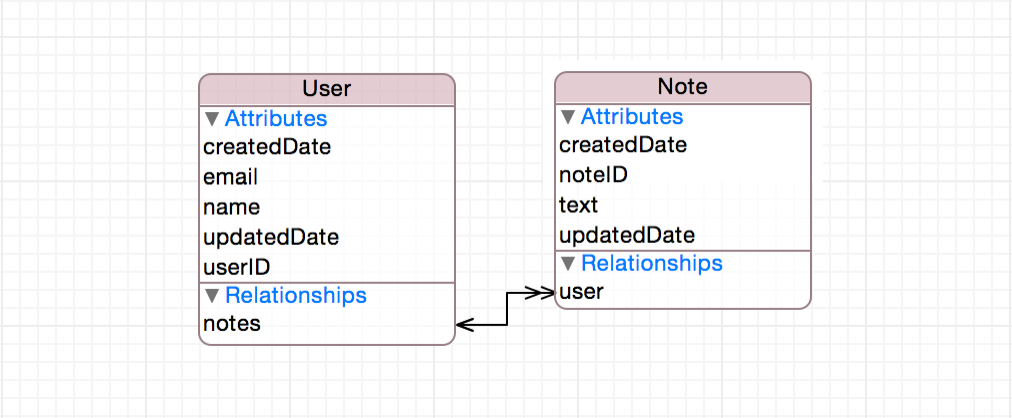 User
Attributes
createdDate
email
name
updatedDate
userID
Relationships
notes
Note
Attributes
createdDate
noteID
text
updatedDate
Relationships
user